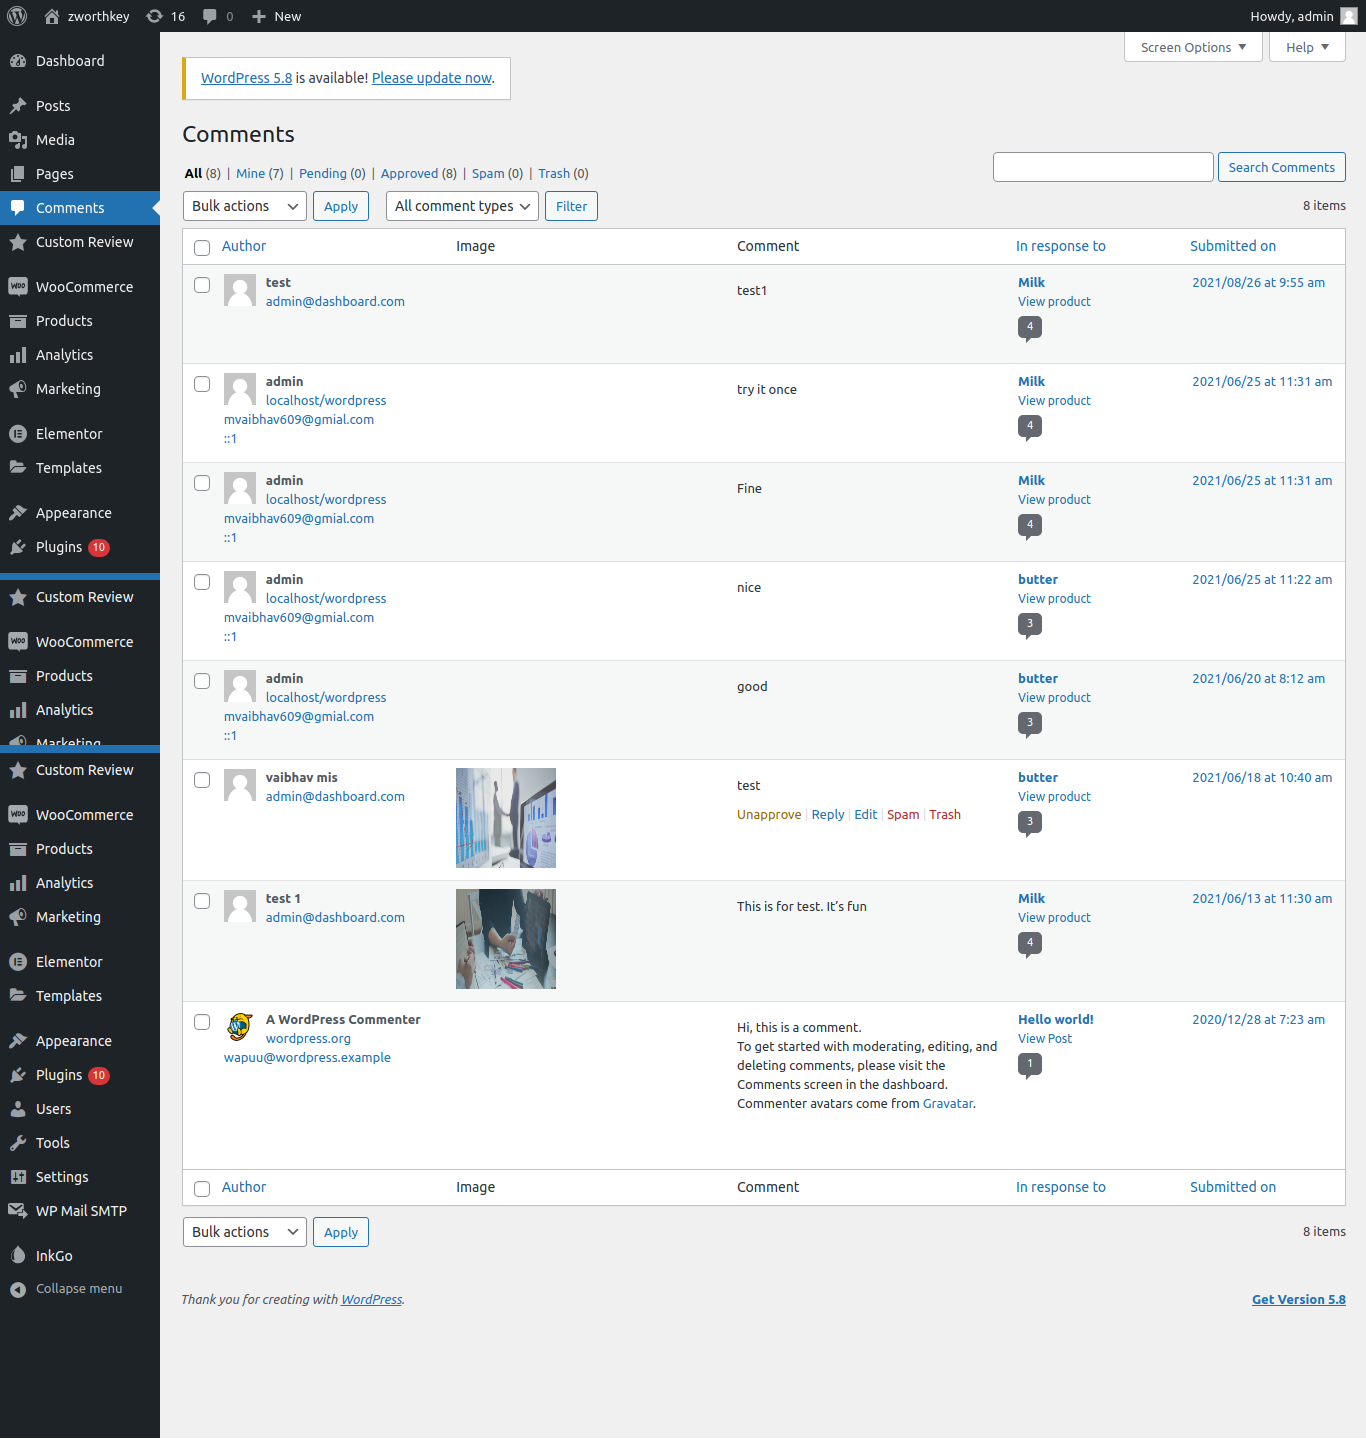 zworthkey 16 0 New Howdy, admin
Screen Options Help
WordPress 5.8 is available! Please update now.
Comments
All (8) | Mine (7) | Pending (0) | Approved (8) | Spam (0) | Trash (0)
Search Comments
Bulk actions Apply All comment types Filter 8 items
Author Image Comment In response to Submitted on
test
admin@dashboard.com
test1
Milk
View product
4
2021/08/26 at 9:55 am
admin
localhost/wordpress
mvaibhav609@gmial.com
::1
try it once
Milk
View product
4
2021/06/25 at 11:31 am
admin
localhost/wordpress
mvaibhav609@gmial.com
::1
Fine
Milk
View product
4
2021/06/25 at 11:31 am
admin
localhost/wordpress
mvaibhav609@gmial.com
::1
nice
butter
View product
3
2021/06/25 at 11:22 am
admin
localhost/wordpress
mvaibhav609@gmial.com
::1
good
butter
View product
3
2021/06/20 at 8:12 am
vaibhav mis
admin@dashboard.com
test
Unapprove | Reply | Edit | Spam | Trash
butter
View product
3
2021/06/18 at 10:40 am
test 1
admin@dashboard.com
This is for test. It's fun
Milk
View product
4
2021/06/13 at 11:30 am
A WordPress Commenter
wordpress.org
wapuu@wordpress.example
Hi, this is a comment.
To get started with moderating, editing, and
deleting comments, please visit the
Comments screen in the dashboard.
Commenter avatars come from Gravatar.
Hello world!
View Post
1
2020/12/28 at 7:23 am
Author Image Comment In response to Submitted on
Bulk actions Apply 8 items
Thank you for creating with WordPress. Get Version 5.8
Dashboard
Posts
Media
Pages
Comments
Custom Review
woo WooCommerce
Products
Analytics
Marketing
Elementor
Templates
Appearance
Plugins 10
Custom Review
woo WooCommerce
Products
Analytics
Marketing
Custom Review
woo WooCommerce
Products
Analytics
Marketing
Elementor
Templates
Appearance
Plugins 10
Users
Tools
Settings
WP Mail SMTP
InkGo
Collapse menu